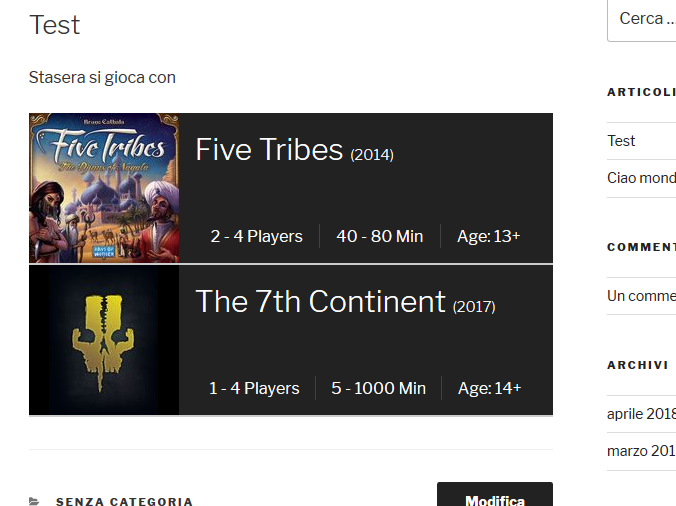 Test
Stasera si gioca con
Bruno Cathala
Five Tribes
The Djinns of Naqala
DAYS OF WONDER
Five Tribes (2014)
2 - 4 Players
40 - 80 Min
Age: 13+
The 7th Continent (2017)
1 - 4 Players
5 - 1000 Min
Age: 14+
SENZA CATEGORIA
Modifica
Cerca ...
ARTICOLI
Test
Ciao mond
COMMENT
Un comme
ARCHIVI
aprile 2018
marzo 201